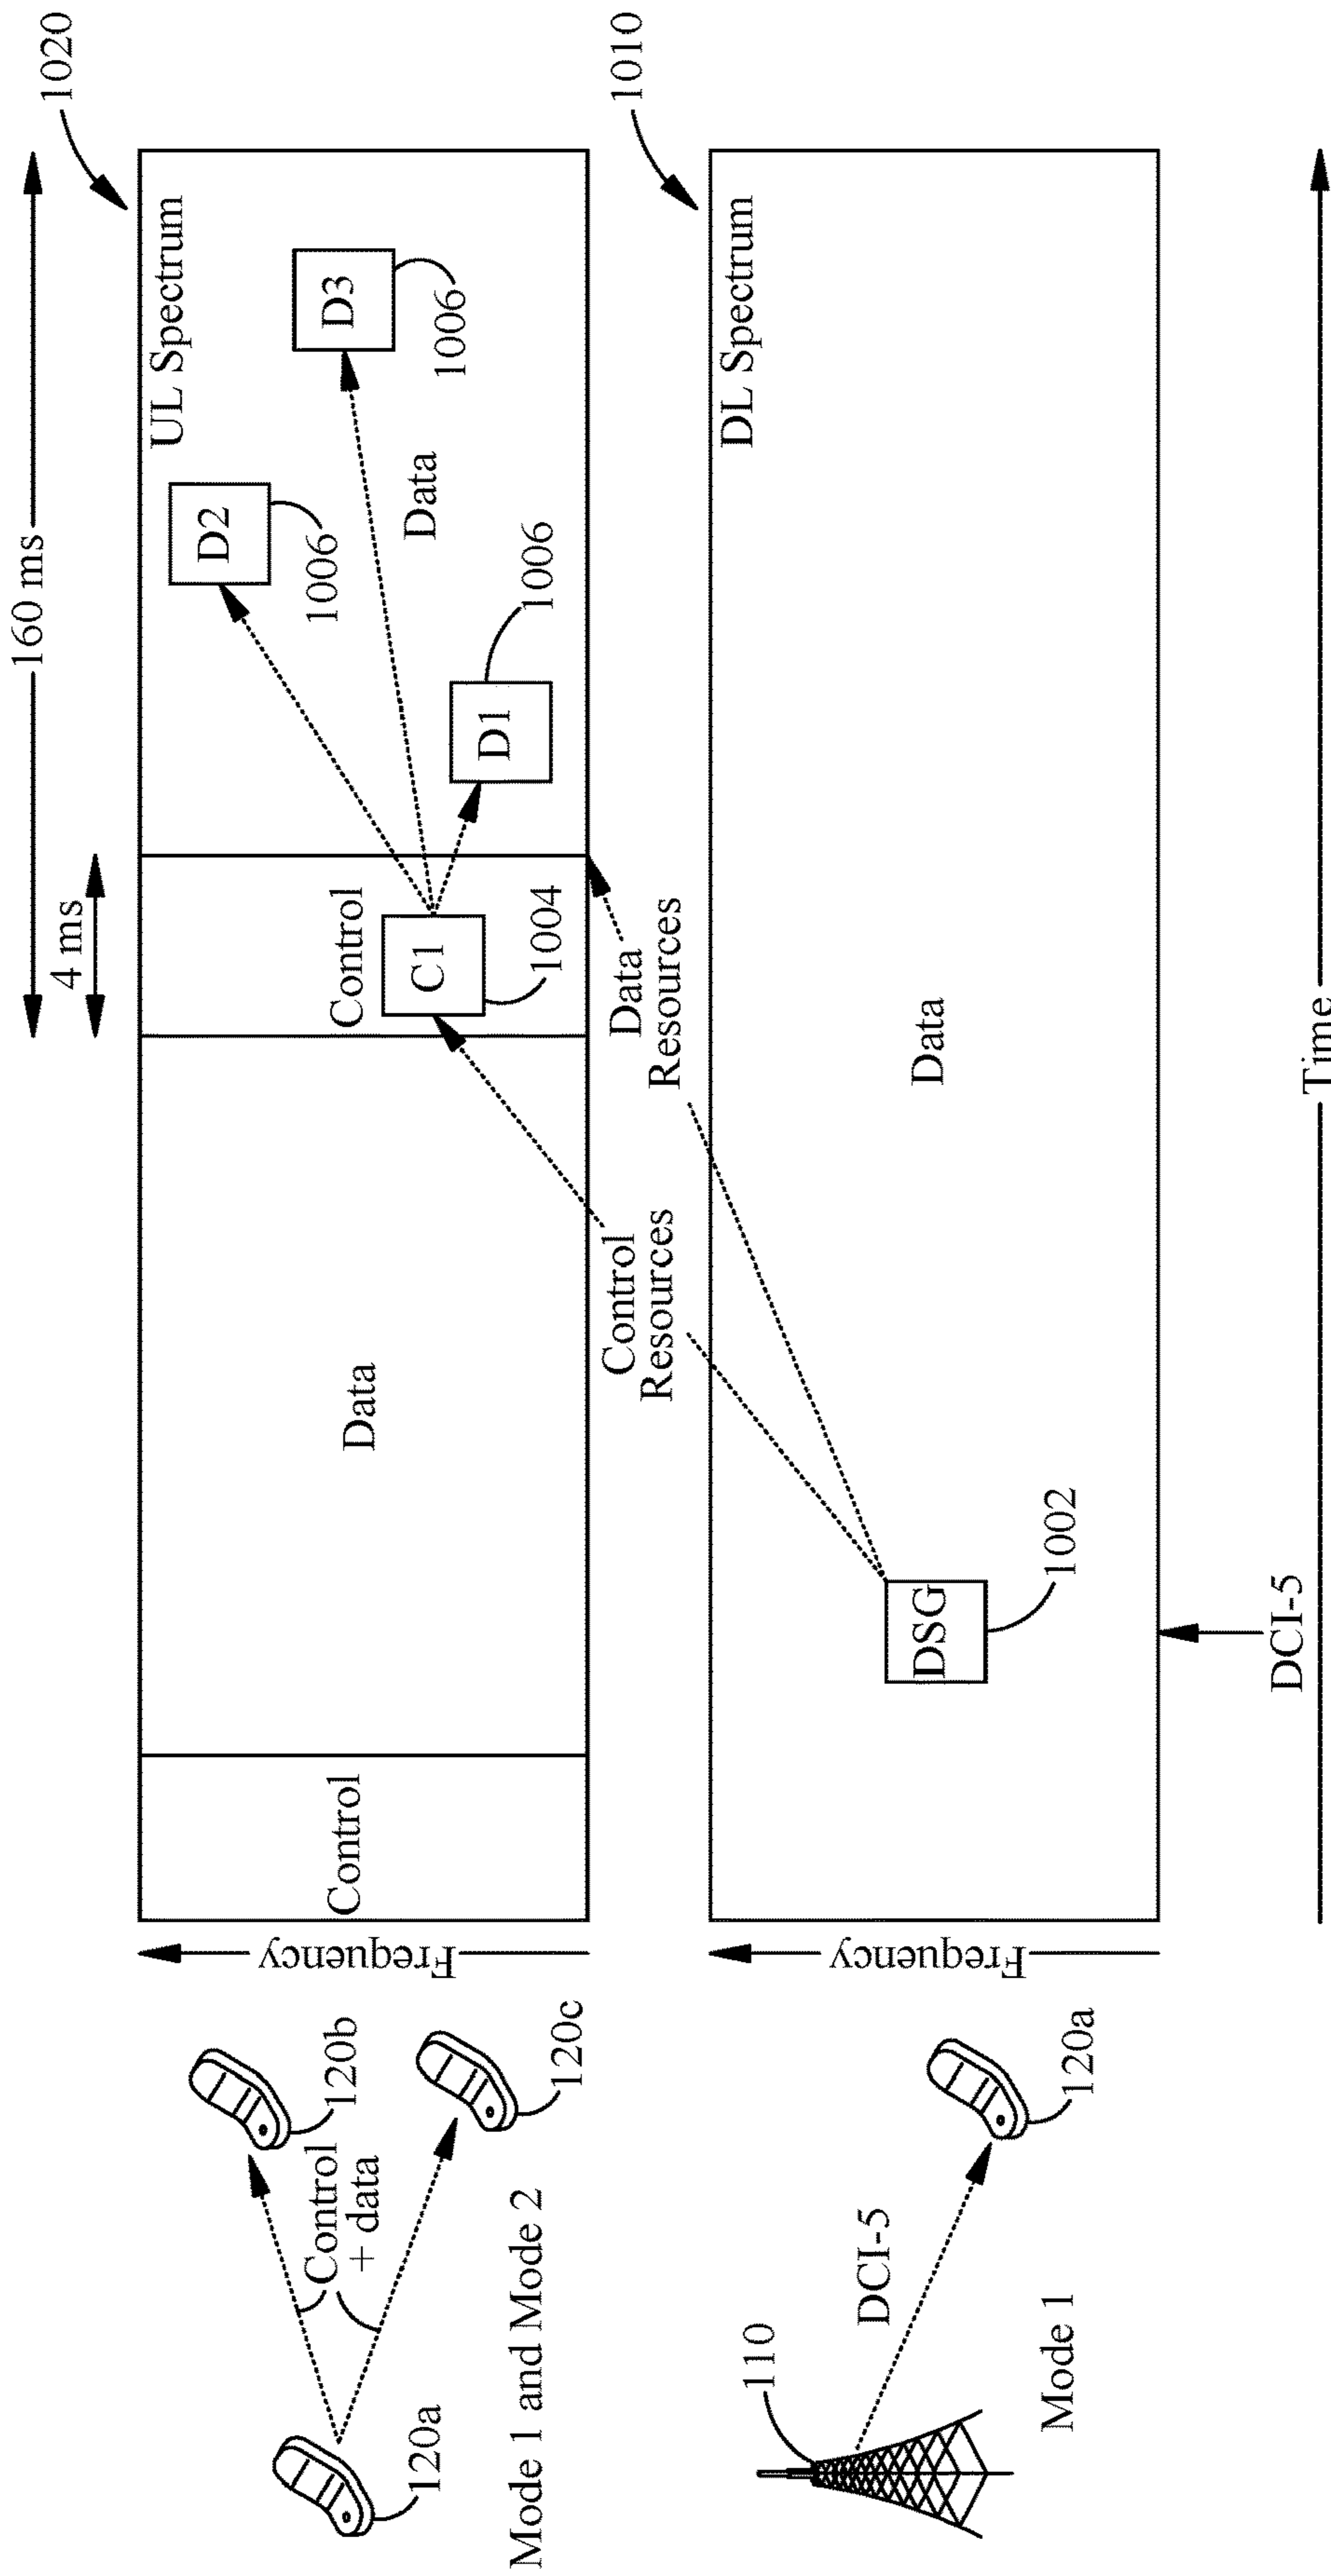 160 ms
4 ms
1020
UL Spectrum
Control
Data
Control
C1
1004
D1
1006
D2
1006
D3
1006
Data
Frequency
120a
120b
120c
Control
+ data
Mode 1 and Mode 2
Control
Resources
Data
Resources
1010
DL Spectrum
DSG
1002
Data
Frequency
110
DCI-5
120a
Mode 1
DCI-5
Time